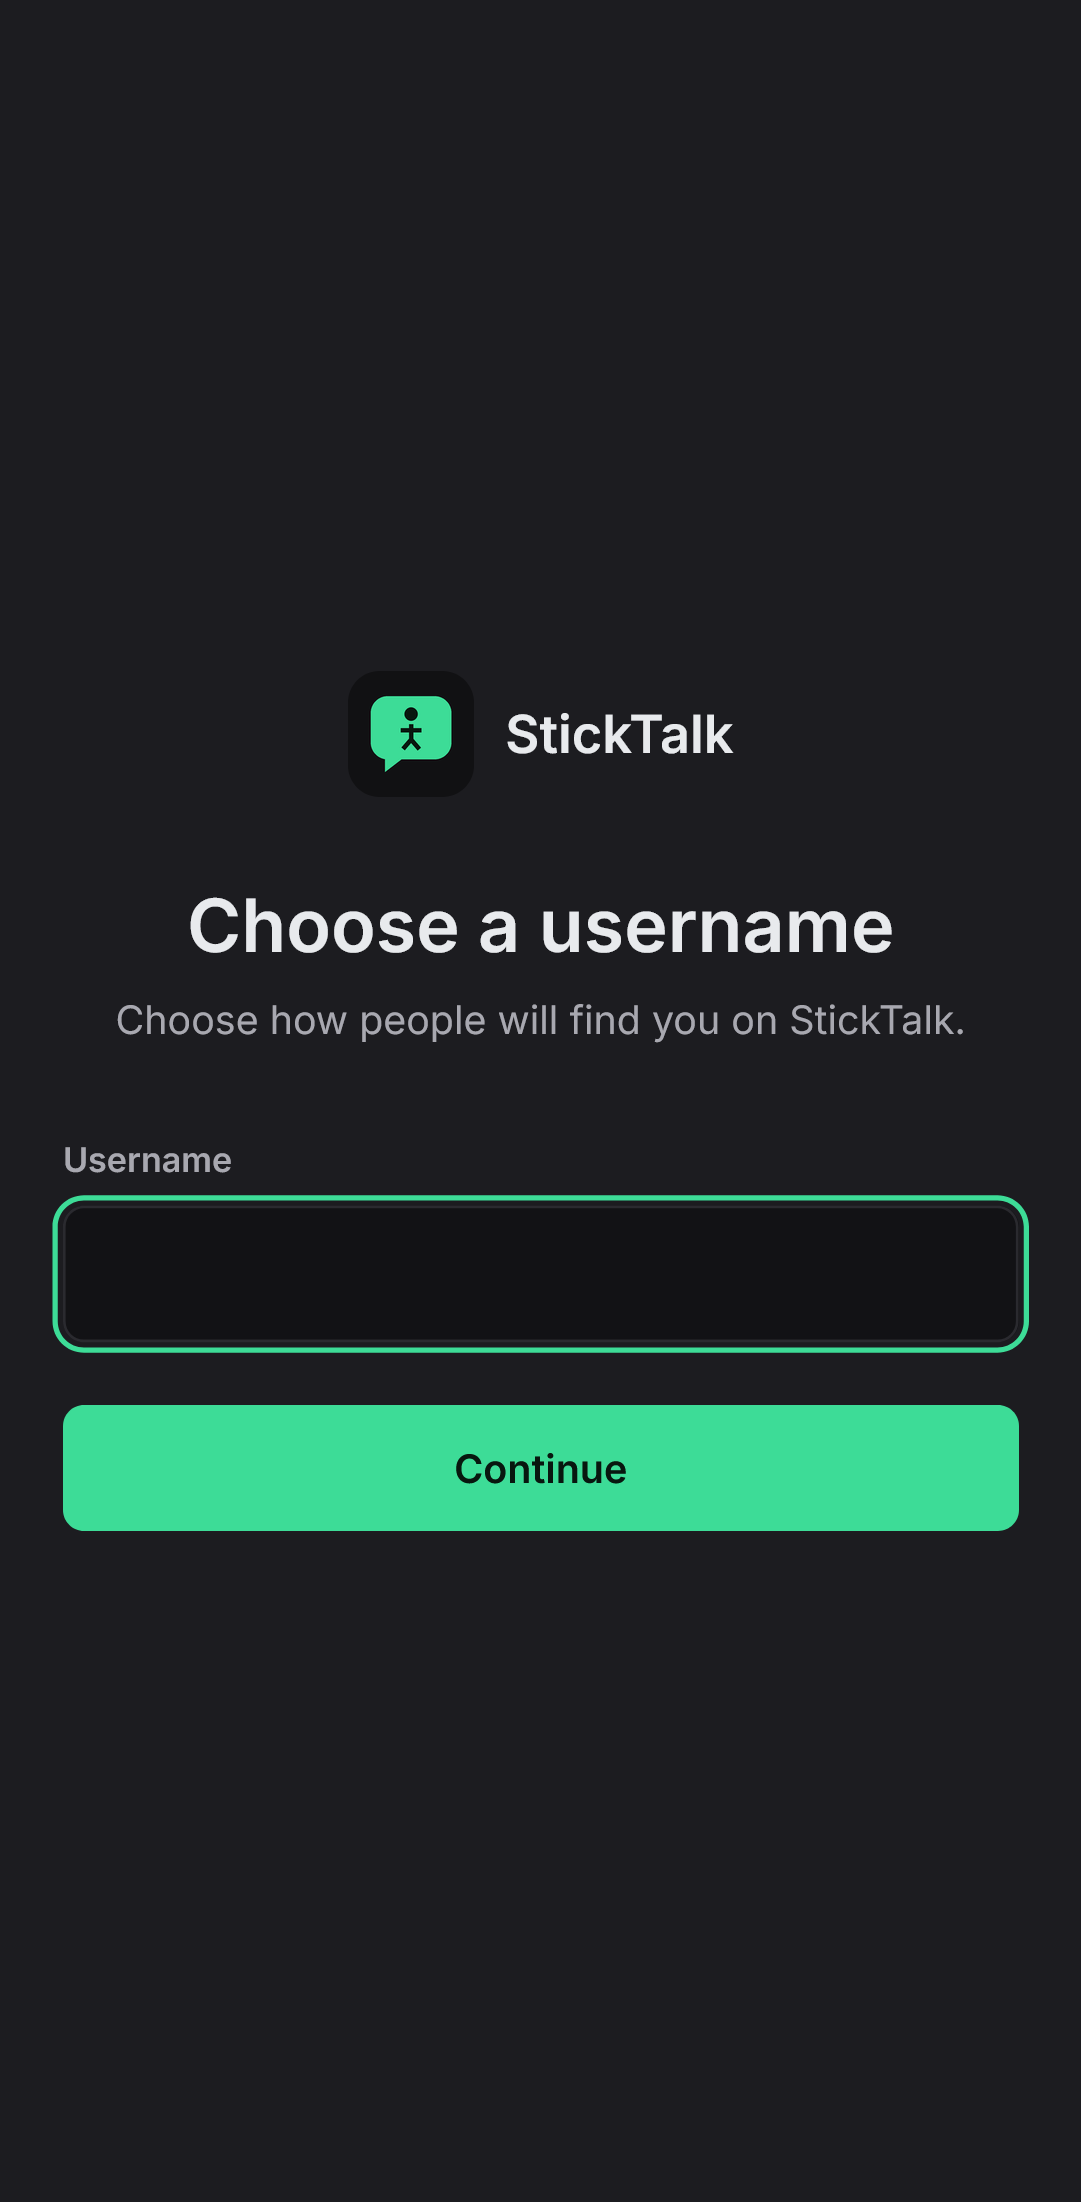 StickTalk
Choose a username
Choose how people will find you on StickTalk.
Username
Continue